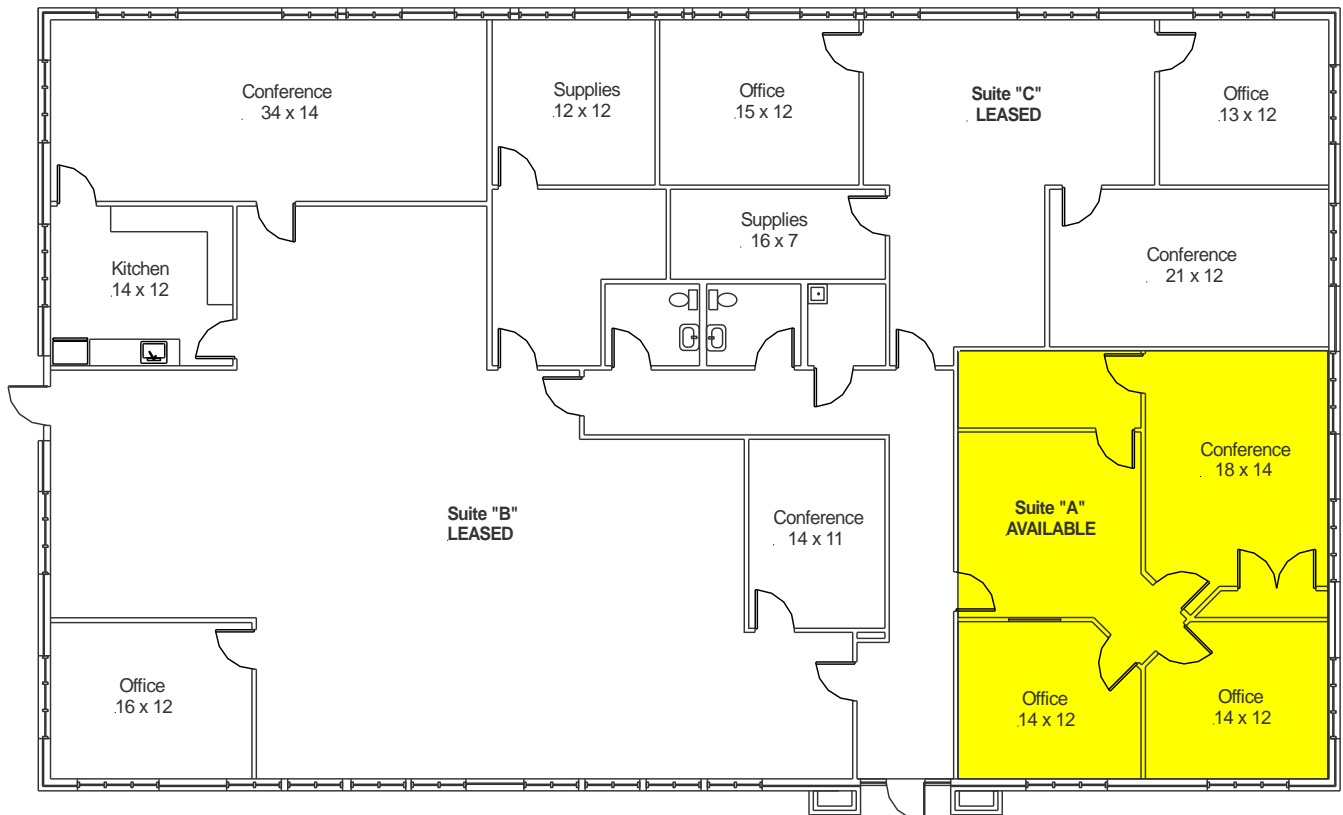 Conference
34 x 14
Supplies
12 x 12
Office
15 x 12
Suite "C"
LEASED
Office
13 x 12
Supplies
16 x 7
Conference
21 x 12
Kitchen
14 x 12
Conference
18 x 14
Suite "B"
LEASED
Conference
14 x 11
Suite "A"
AVAILABLE
Office
16 x 12
Office
14 x 12
Office
14 x 12